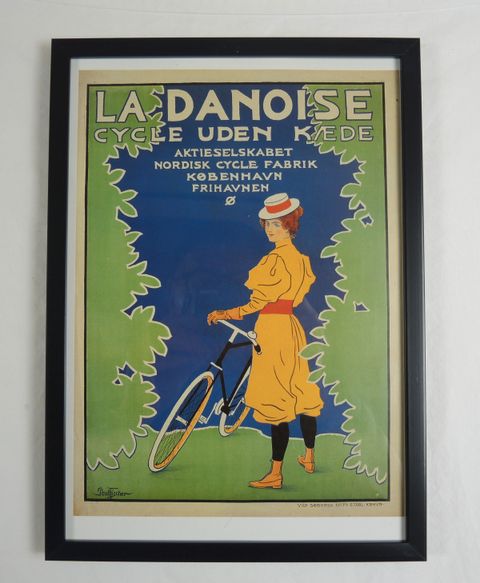 LA DANOISE
CYCLE UDEN KÆDE
AKTIESELSKABET
NORDISK CYCLE FABRIK
KØBENHAVN
FRIHAVNEN
Ø